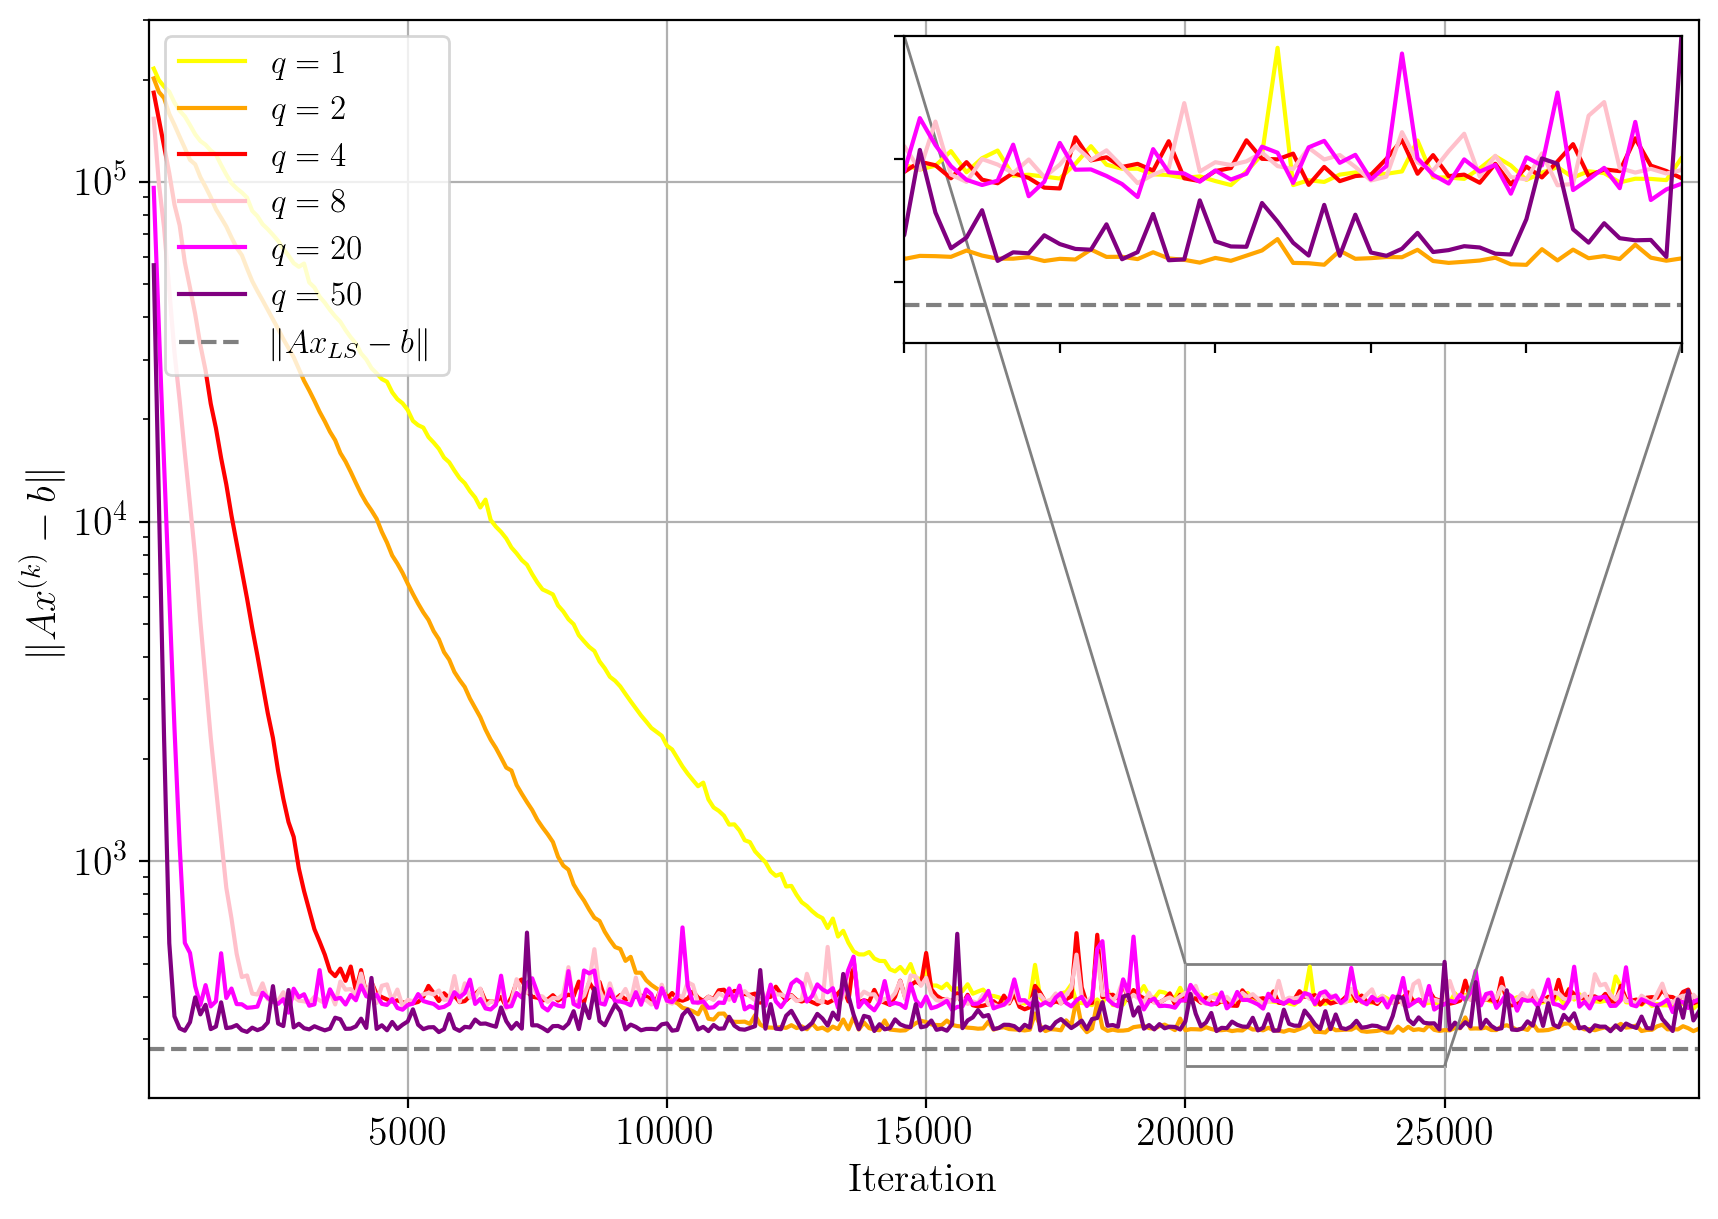 q = 1
q = 2
q = 4
q = 8
q = 20
q = 50
∥Ax_{LS} − b∥
10^5
10^4
10^3
∥Ax^{(k)} − b∥
5000 10000 15000 20000 25000
Iteration